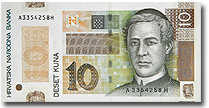 A3354258H
10
HRVATSKA NARODNA BANKA
DESET KUNA
10
A3354258H